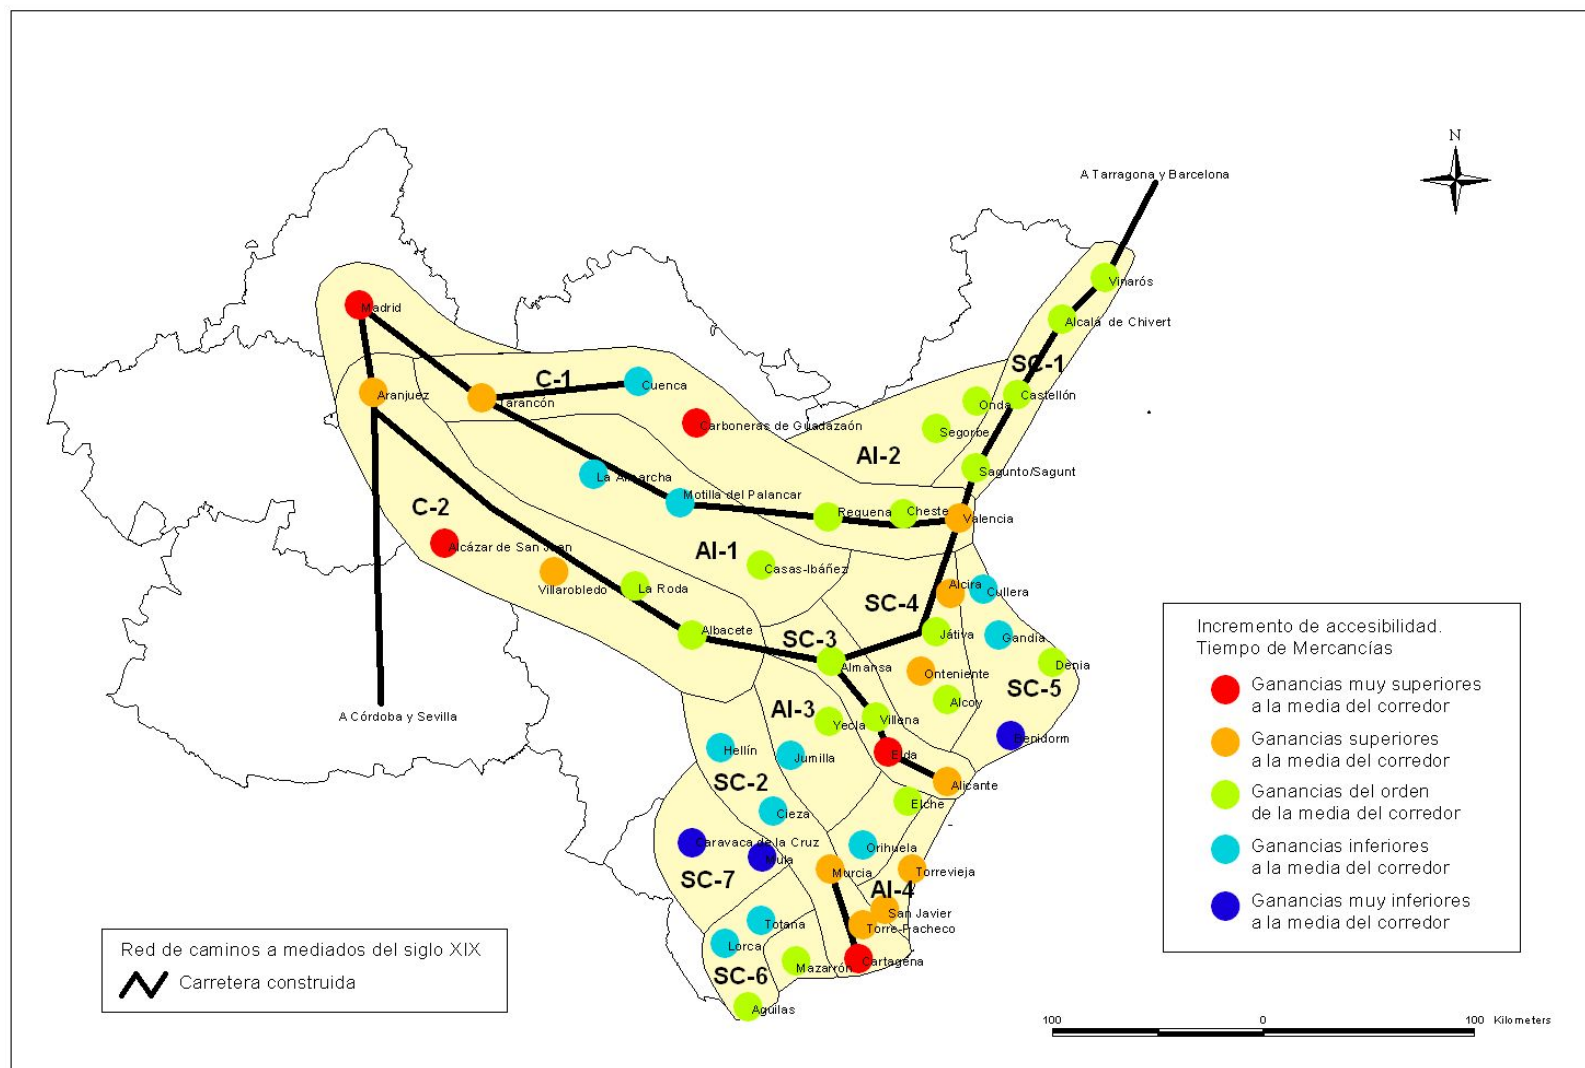 N
A Tarragona y Barcelona
Vinarós
Madrid
Alcalá de Chivert
SC-1
C-1
Cuenca
Aranjuez
Tarancón
Castellón
Onda
Carboneras de Guadazaón
Segorbe
AI-2
Sagunto/Sagunt
La Almarcha
Motilla del Palancar
C-2
Requena
Cheste
Valencia
Alcázar de San Juan
AI-1
Casas-Ibáñez
Villarobledo
La Roda
Alcira
Cullera
SC-4
Albacete
SC-3
Játiva
Gandía
Almansa
Onteniente
Denia
SC-5
Alcoy
A Córdoba y Sevilla
AI-3
Yecla
Villena
Benidorm
Hellín
Jumilla
Elda
SC-2
Alicante
Elche
Cieza
Caravaca de la Cruz
Orihuela
Mula
Murcia
Torrevieja
SC-7
AI-4
San Javier
Totana
Torre-Pacheco
Lorca
Cartagena
Mazarrón
SC-6
Aguilas
Incremento de accesibilidad.
Tiempo de Mercancías
Ganancias muy superiores
a la media del corredor
Ganancias superiores
a la media del corredor
Ganancias del orden
de la media del corredor
Ganancias inferiores
a la media del corredor
Ganancias muy inferiores
a la media del corredor
Red de caminos a mediados del siglo XIX
Carretera construida
100 0 100 Kilometers